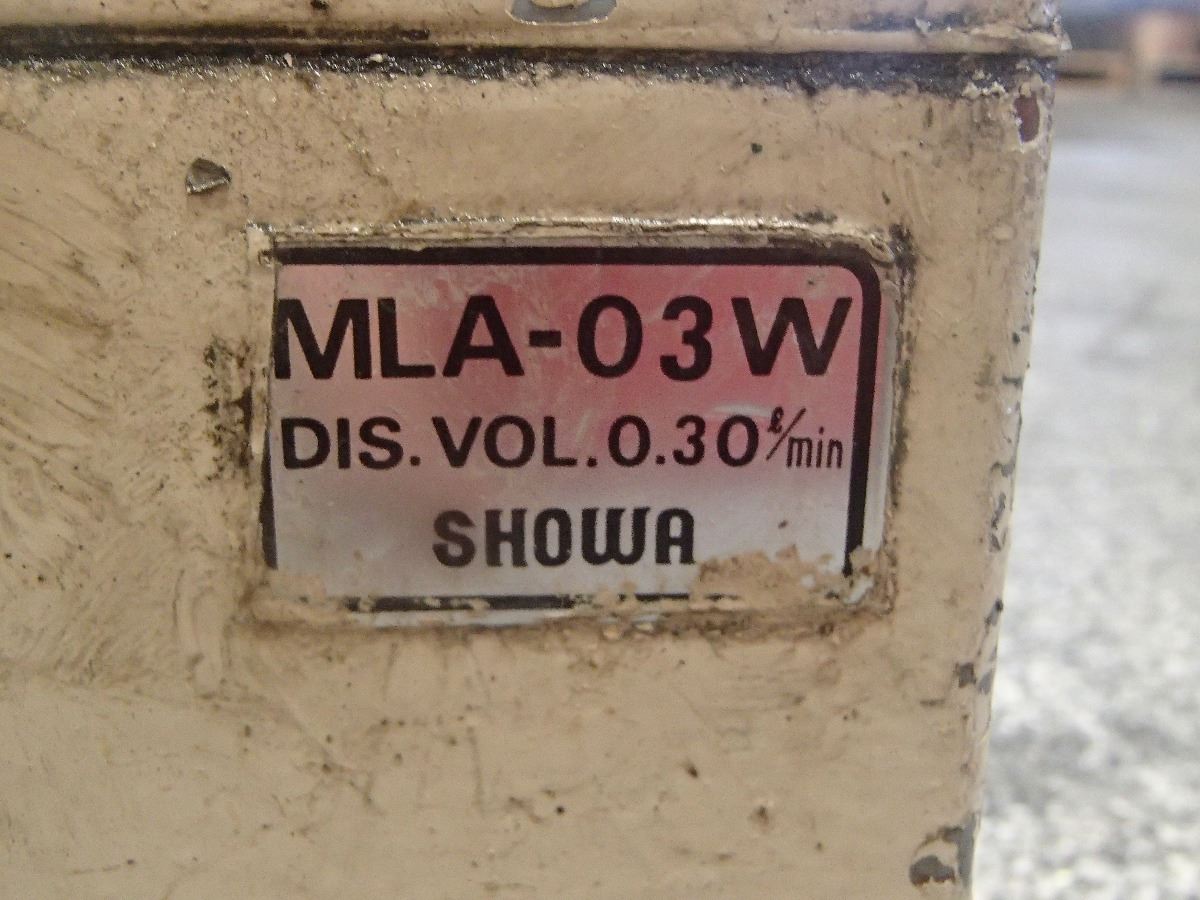 MLA-03W
DIS. VOL. 0.30ℓ/min
SHOWA